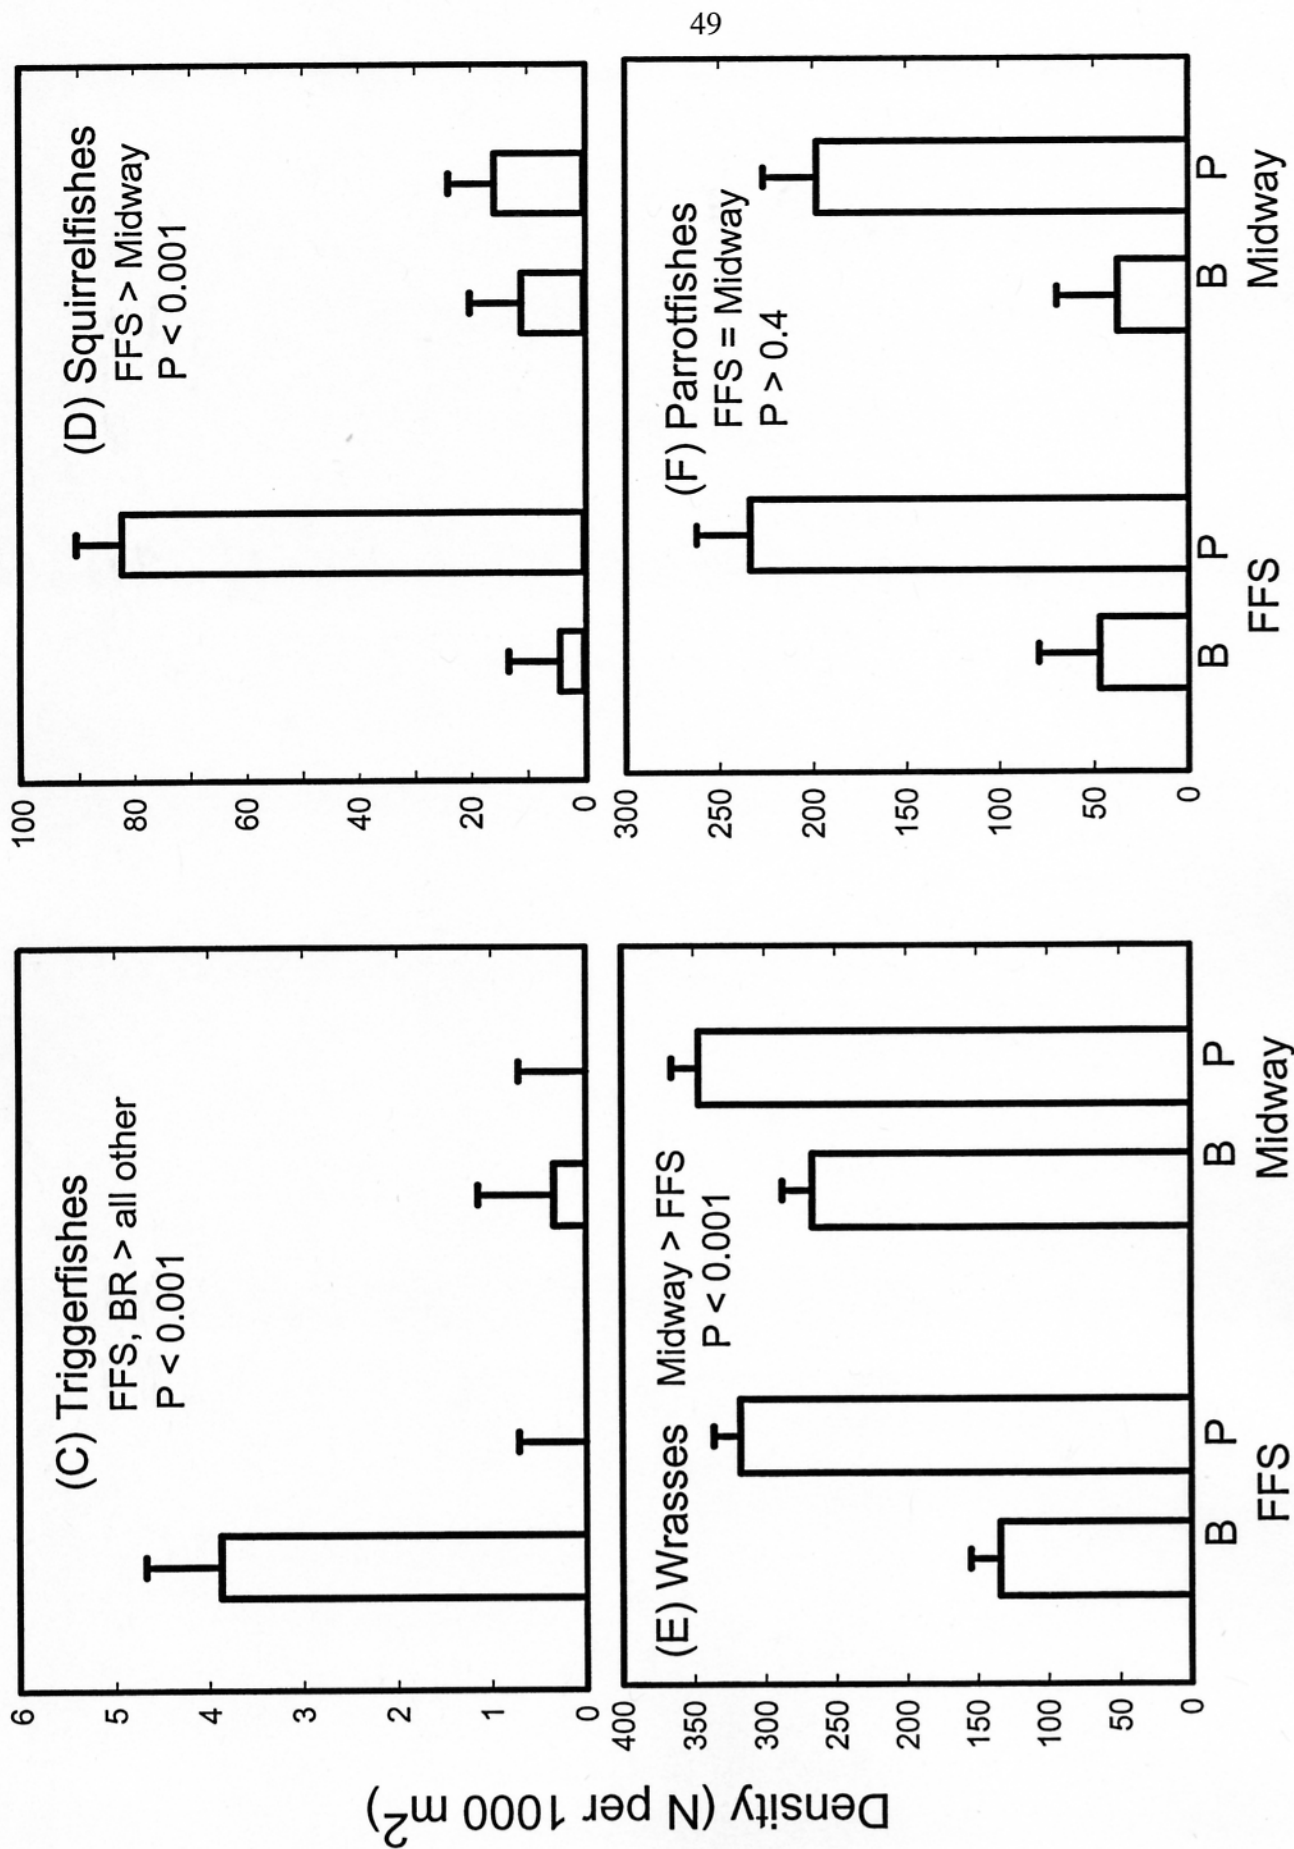 49
Density (N per 1000 m²)
(C) Triggerfishes
FFS, BR > all other
P < 0.001
6
5
4
3
2
1
0
(D) Squirrelfishes
FFS > Midway
P < 0.001
100
80
60
40
20
0
(E) Wrasses Midway > FFS
P < 0.001
400
350
300
250
200
150
100
50
0
B P B P
FFS Midway
(F) Parrotfishes
FFS = Midway
P > 0.4
300
250
200
150
100
50
0
B P B P
FFS Midway